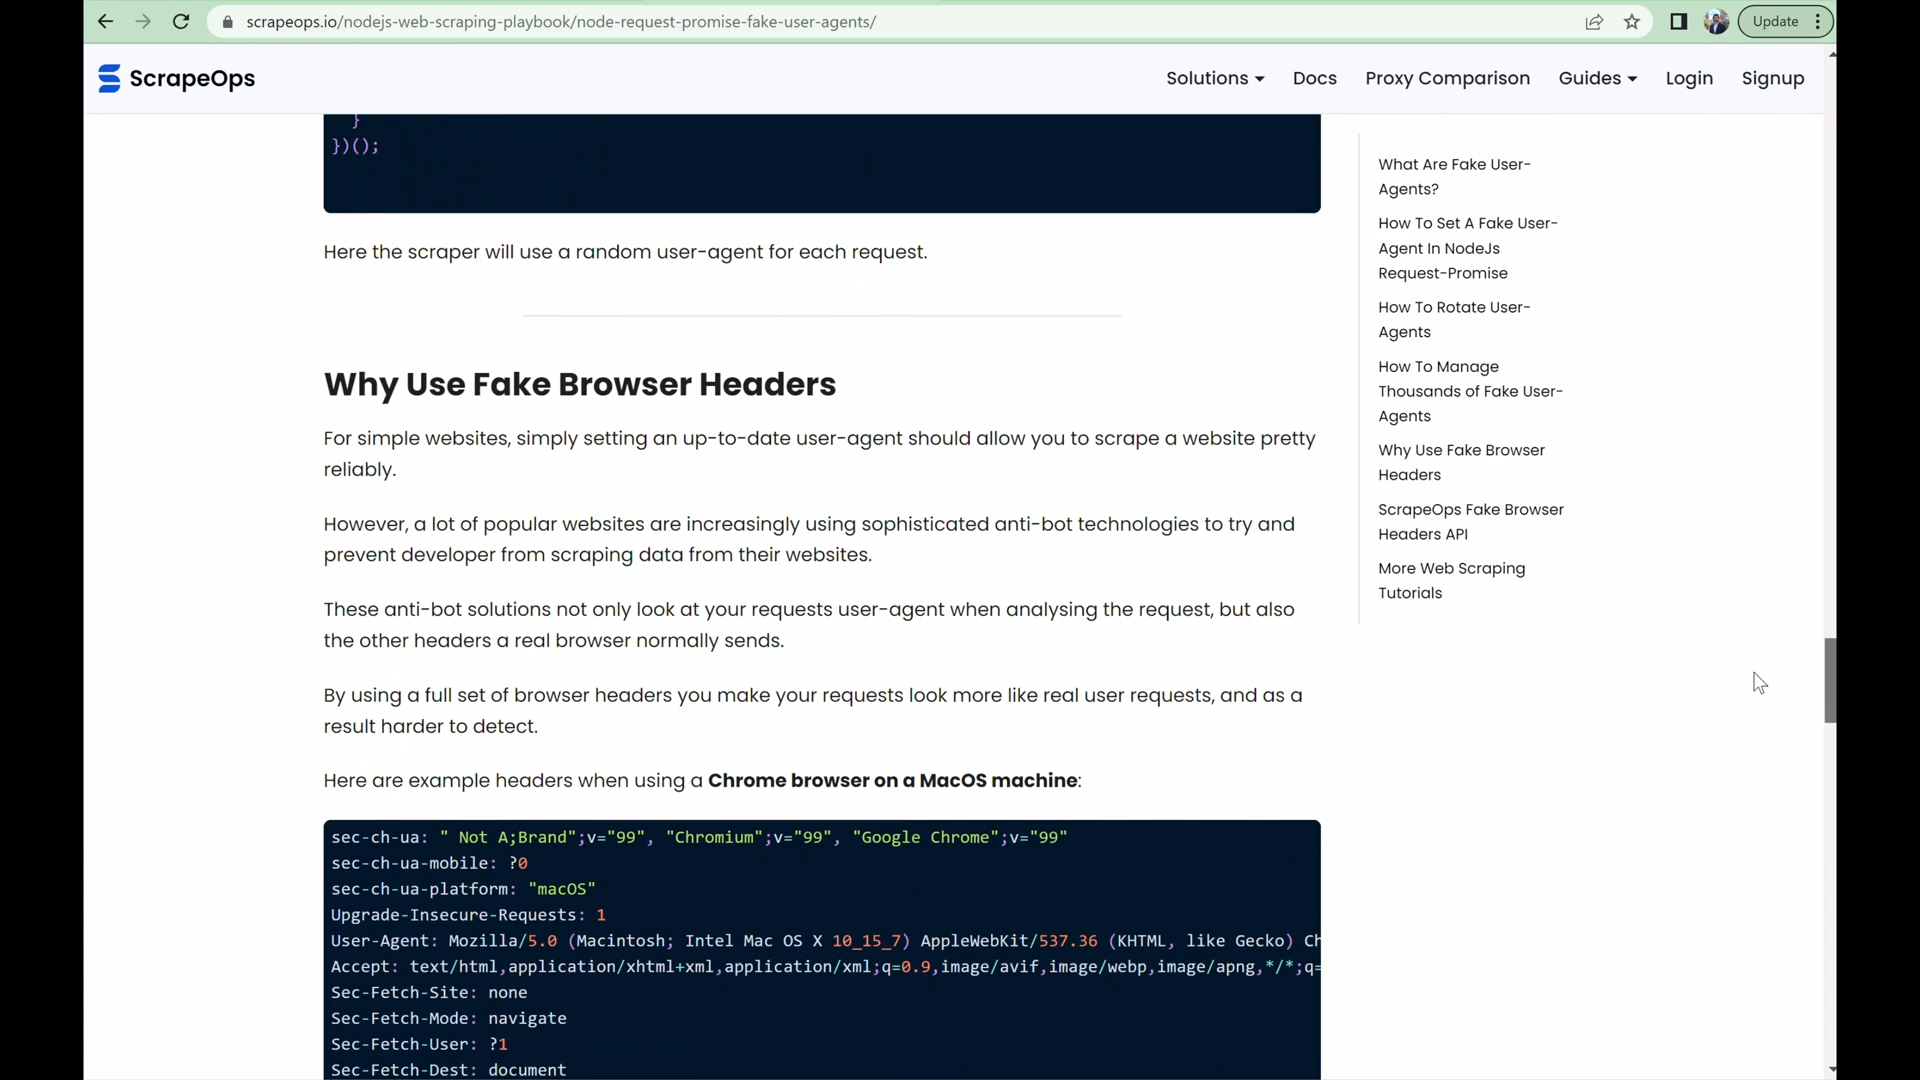 scrapeops.io/nodejs-web-scraping-playbook/node-request-promise-fake-user-agents/
Update
ScrapeOps
Solutions
Docs
Proxy Comparison
Guides
Login
Signup
}
})();
Here the scraper will use a random user-agent for each request.
Why Use Fake Browser Headers
For simple websites, simply setting an up-to-date user-agent should allow you to scrape a website pretty
reliably.
However, a lot of popular websites are increasingly using sophisticated anti-bot technologies to try and
prevent developer from scraping data from their websites.
These anti-bot solutions not only look at your requests user-agent when analysing the request, but also
the other headers a real browser normally sends.
By using a full set of browser headers you make your requests look more like real user requests, and as a
result harder to detect.
Here are example headers when using a Chrome browser on a MacOS machine:
sec-ch-ua: " Not A;Brand";v="99", "Chromium";v="99", "Google Chrome";v="99"
sec-ch-ua-mobile: ?0
sec-ch-ua-platform: "macOS"
Upgrade-Insecure-Requests: 1
User-Agent: Mozilla/5.0 (Macintosh; Intel Mac OS X 10_15_7) AppleWebKit/537.36 (KHTML, like Gecko) Ch
Accept: text/html,application/xhtml+xml,application/xml;q=0.9,image/avif,image/webp,image/apng,*/*;q=
Sec-Fetch-Site: none
Sec-Fetch-Mode: navigate
Sec-Fetch-User: ?1
Sec-Fetch-Dest: document
What Are Fake User-
Agents?
How To Set A Fake User-
Agent In NodeJs
Request-Promise
How To Rotate User-
Agents
How To Manage
Thousands of Fake User-
Agents
Why Use Fake Browser
Headers
ScrapeOps Fake Browser
Headers API
More Web Scraping
Tutorials